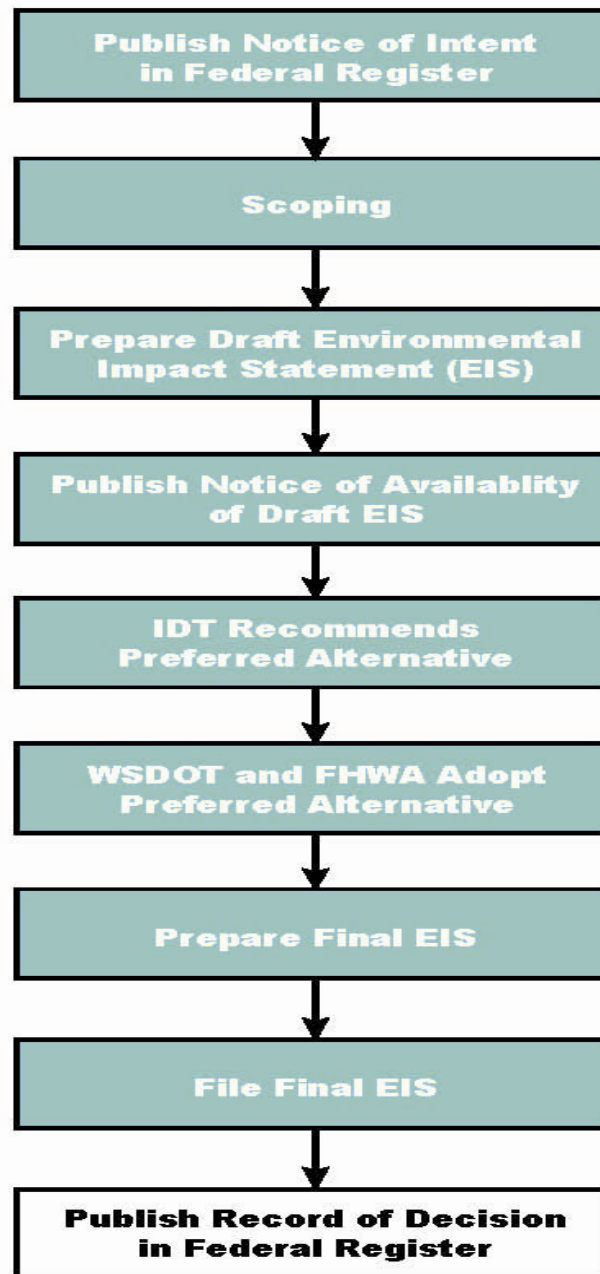 Publish Notice of Intent
in Federal Register
Scoping
Prepare Draft Environmental
Impact Statement (EIS)
Publish Notice of Availablity
of Draft EIS
IDT Recommends
Preferred Alternative
WSDOT and FHWA Adopt
Preferred Alternative
Prepare Final EIS
File Final EIS
Publish Record of Decision
in Federal Register